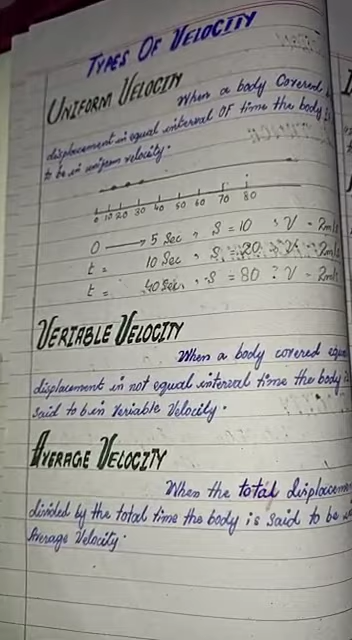 TYPES OF VELOCITY
UNIFORM VELOCITY
When a body Covered
displacement in equal interval OF time the body is
to be in uniform velocity.
0 10 20 30 40 50 60 70 80
0 → 5 Sec , S = 10 , V = 2m/s
t = 10 Sec , S = 20 , V = 2m/s
t = 40 Sec , S = 80 ? V = 2m/s
VERIABLE VELOCITY
When a body covered equal
displacement in not equal interval time the body is
Said to be in Veriable Velocity.
AVERAGE VELOCITY
When the total displacement
divided by the total time the body is said to be
Average Velocity.